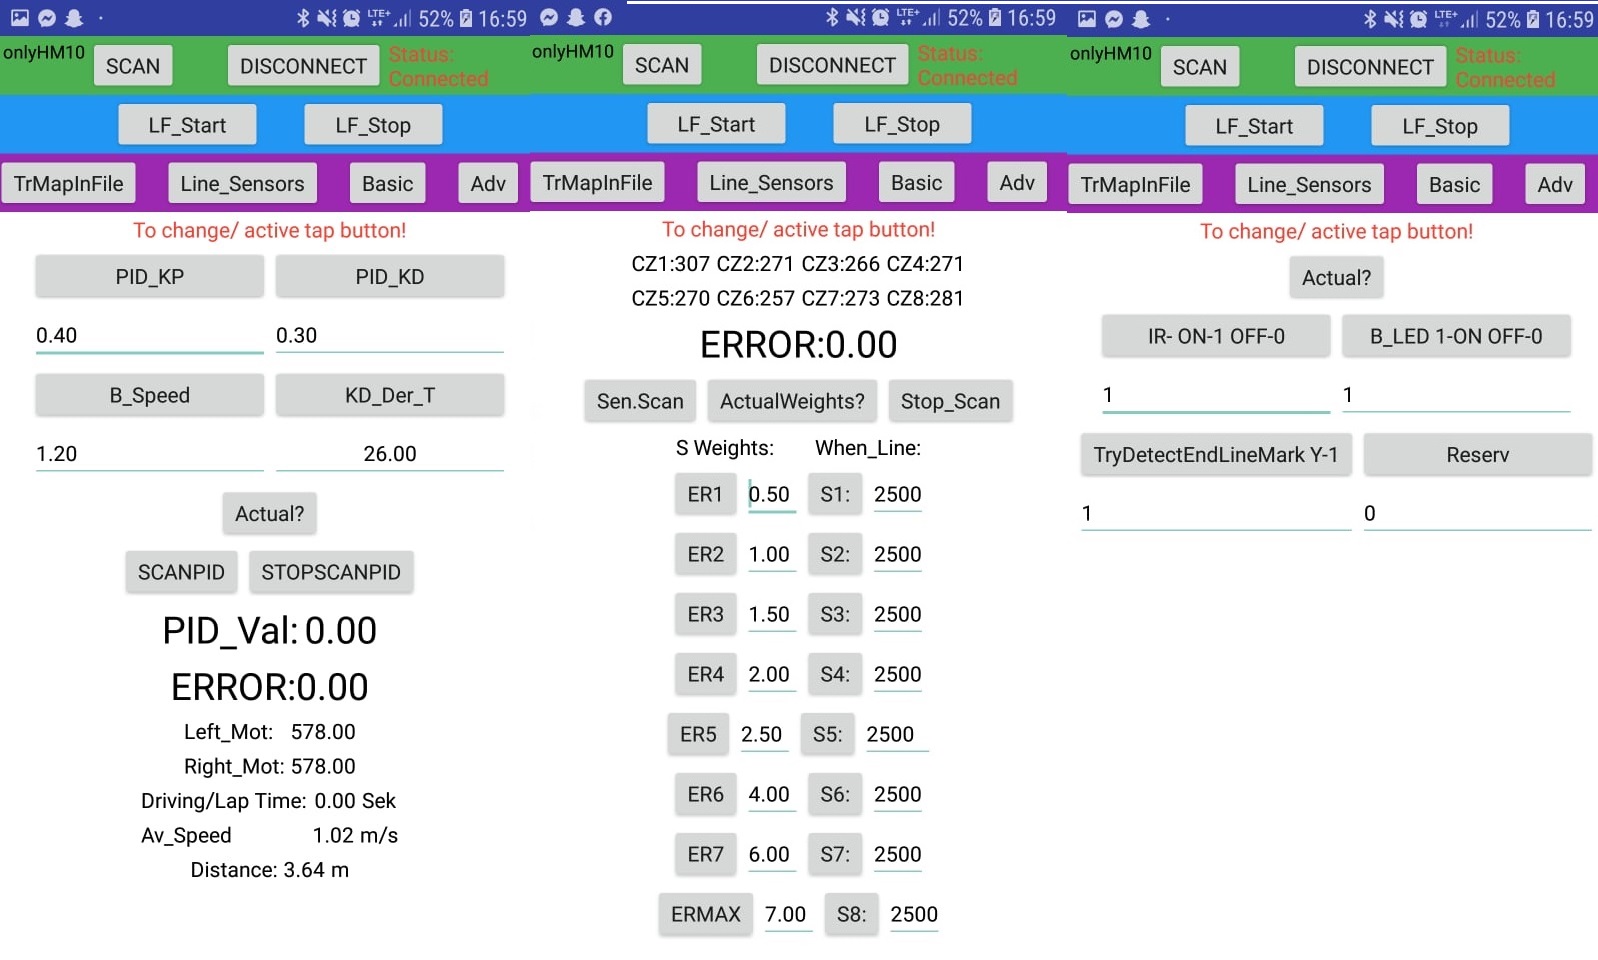 LTE+ 52% 16:59
onlyHM10 SCAN DISCONNECT Status: Connected
LF_Start LF_Stop
TrMapInFile Line_Sensors Basic Adv
To change/ active tap button!
PID_KP PID_KD
0.40 0.30
B_Speed KD_Der_T
1.20 26.00
Actual?
SCANPID STOPSCANPID
PID_Val: 0.00
ERROR:0.00
Left_Mot: 578.00
Right_Mot: 578.00
Driving/Lap Time: 0.00 Sek
Av_Speed 1.02 m/s
Distance: 3.64 m
LTE+ 52% 16:59
onlyHM10 SCAN DISCONNECT Status: Connected
LF_Start LF_Stop
TrMapInFile Line_Sensors Basic Adv
To change/ active tap button!
CZ1:307 CZ2:271 CZ3:266 CZ4:271
CZ5:270 CZ6:257 CZ7:273 CZ8:281
ERROR:0.00
Sen.Scan ActualWeights? Stop_Scan
S Weights: When_Line:
ER1 0.50 S1: 2500
ER2 1.00 S2: 2500
ER3 1.50 S3: 2500
ER4 2.00 S4: 2500
ER5 2.50 S5: 2500
ER6 4.00 S6: 2500
ER7 6.00 S7: 2500
ERMAX 7.00 S8: 2500
LTE+ 52% 16:59
onlyHM10 SCAN DISCONNECT Status: Connected
LF_Start LF_Stop
TrMapInFile Line_Sensors Basic Adv
To change/ active tap button!
Actual?
IR- ON-1 OFF-0 B_LED 1-ON OFF-0
1 1
TryDetectEndLineMark Y-1 Reserv
1 0